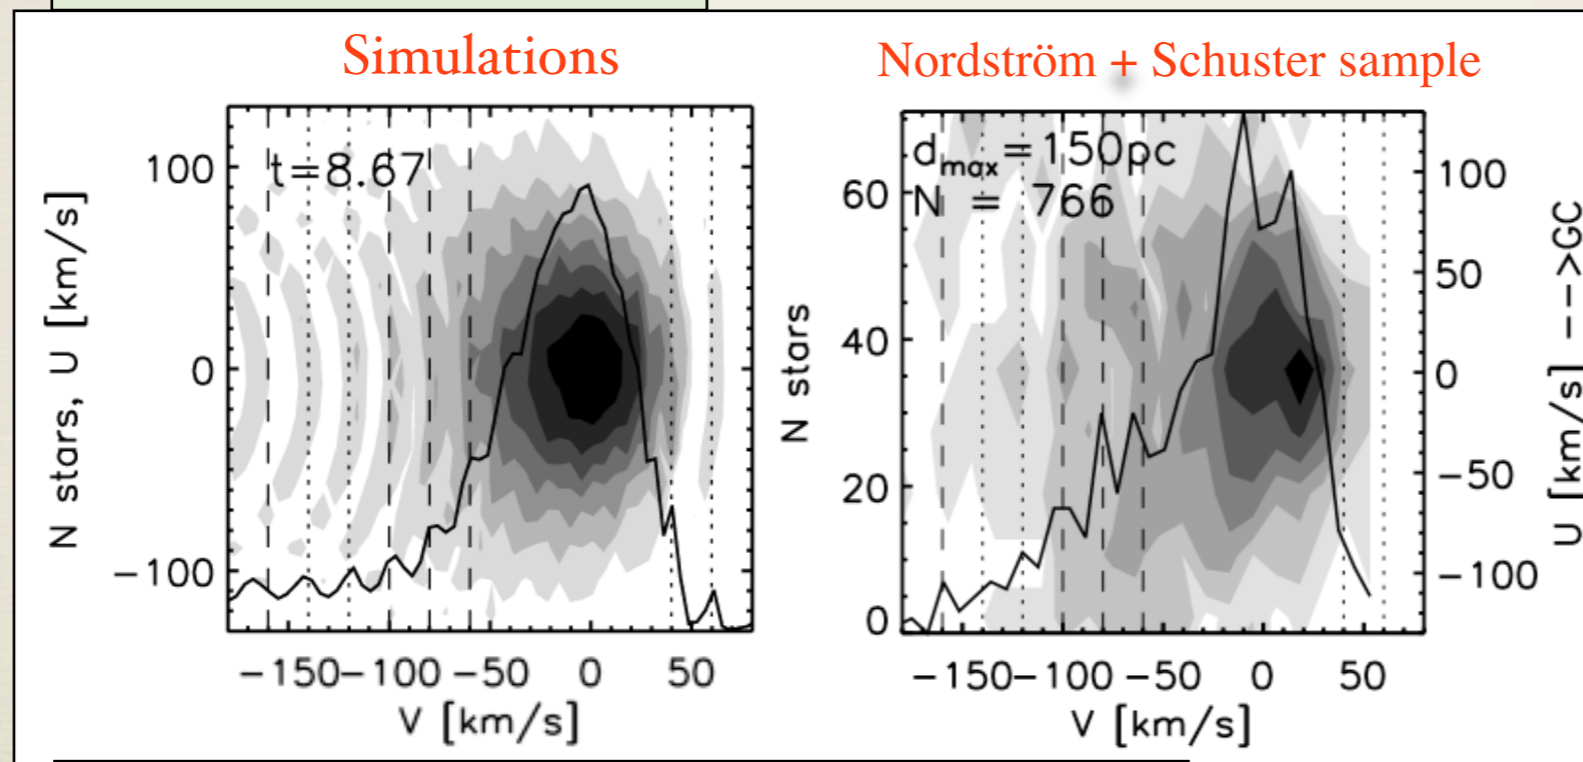 Simulations
Nordström + Schuster sample
t=8.67
100
0
−100
N stars, U [km/s]
−150 −100 −50 0 50
V [km/s]
dmax = 150pc
N = 766
60
40
20
0
N stars
100
50
0
−50
−100
U [km/s] −−>GC
−150 −100 −50 0 50
V [km/s]